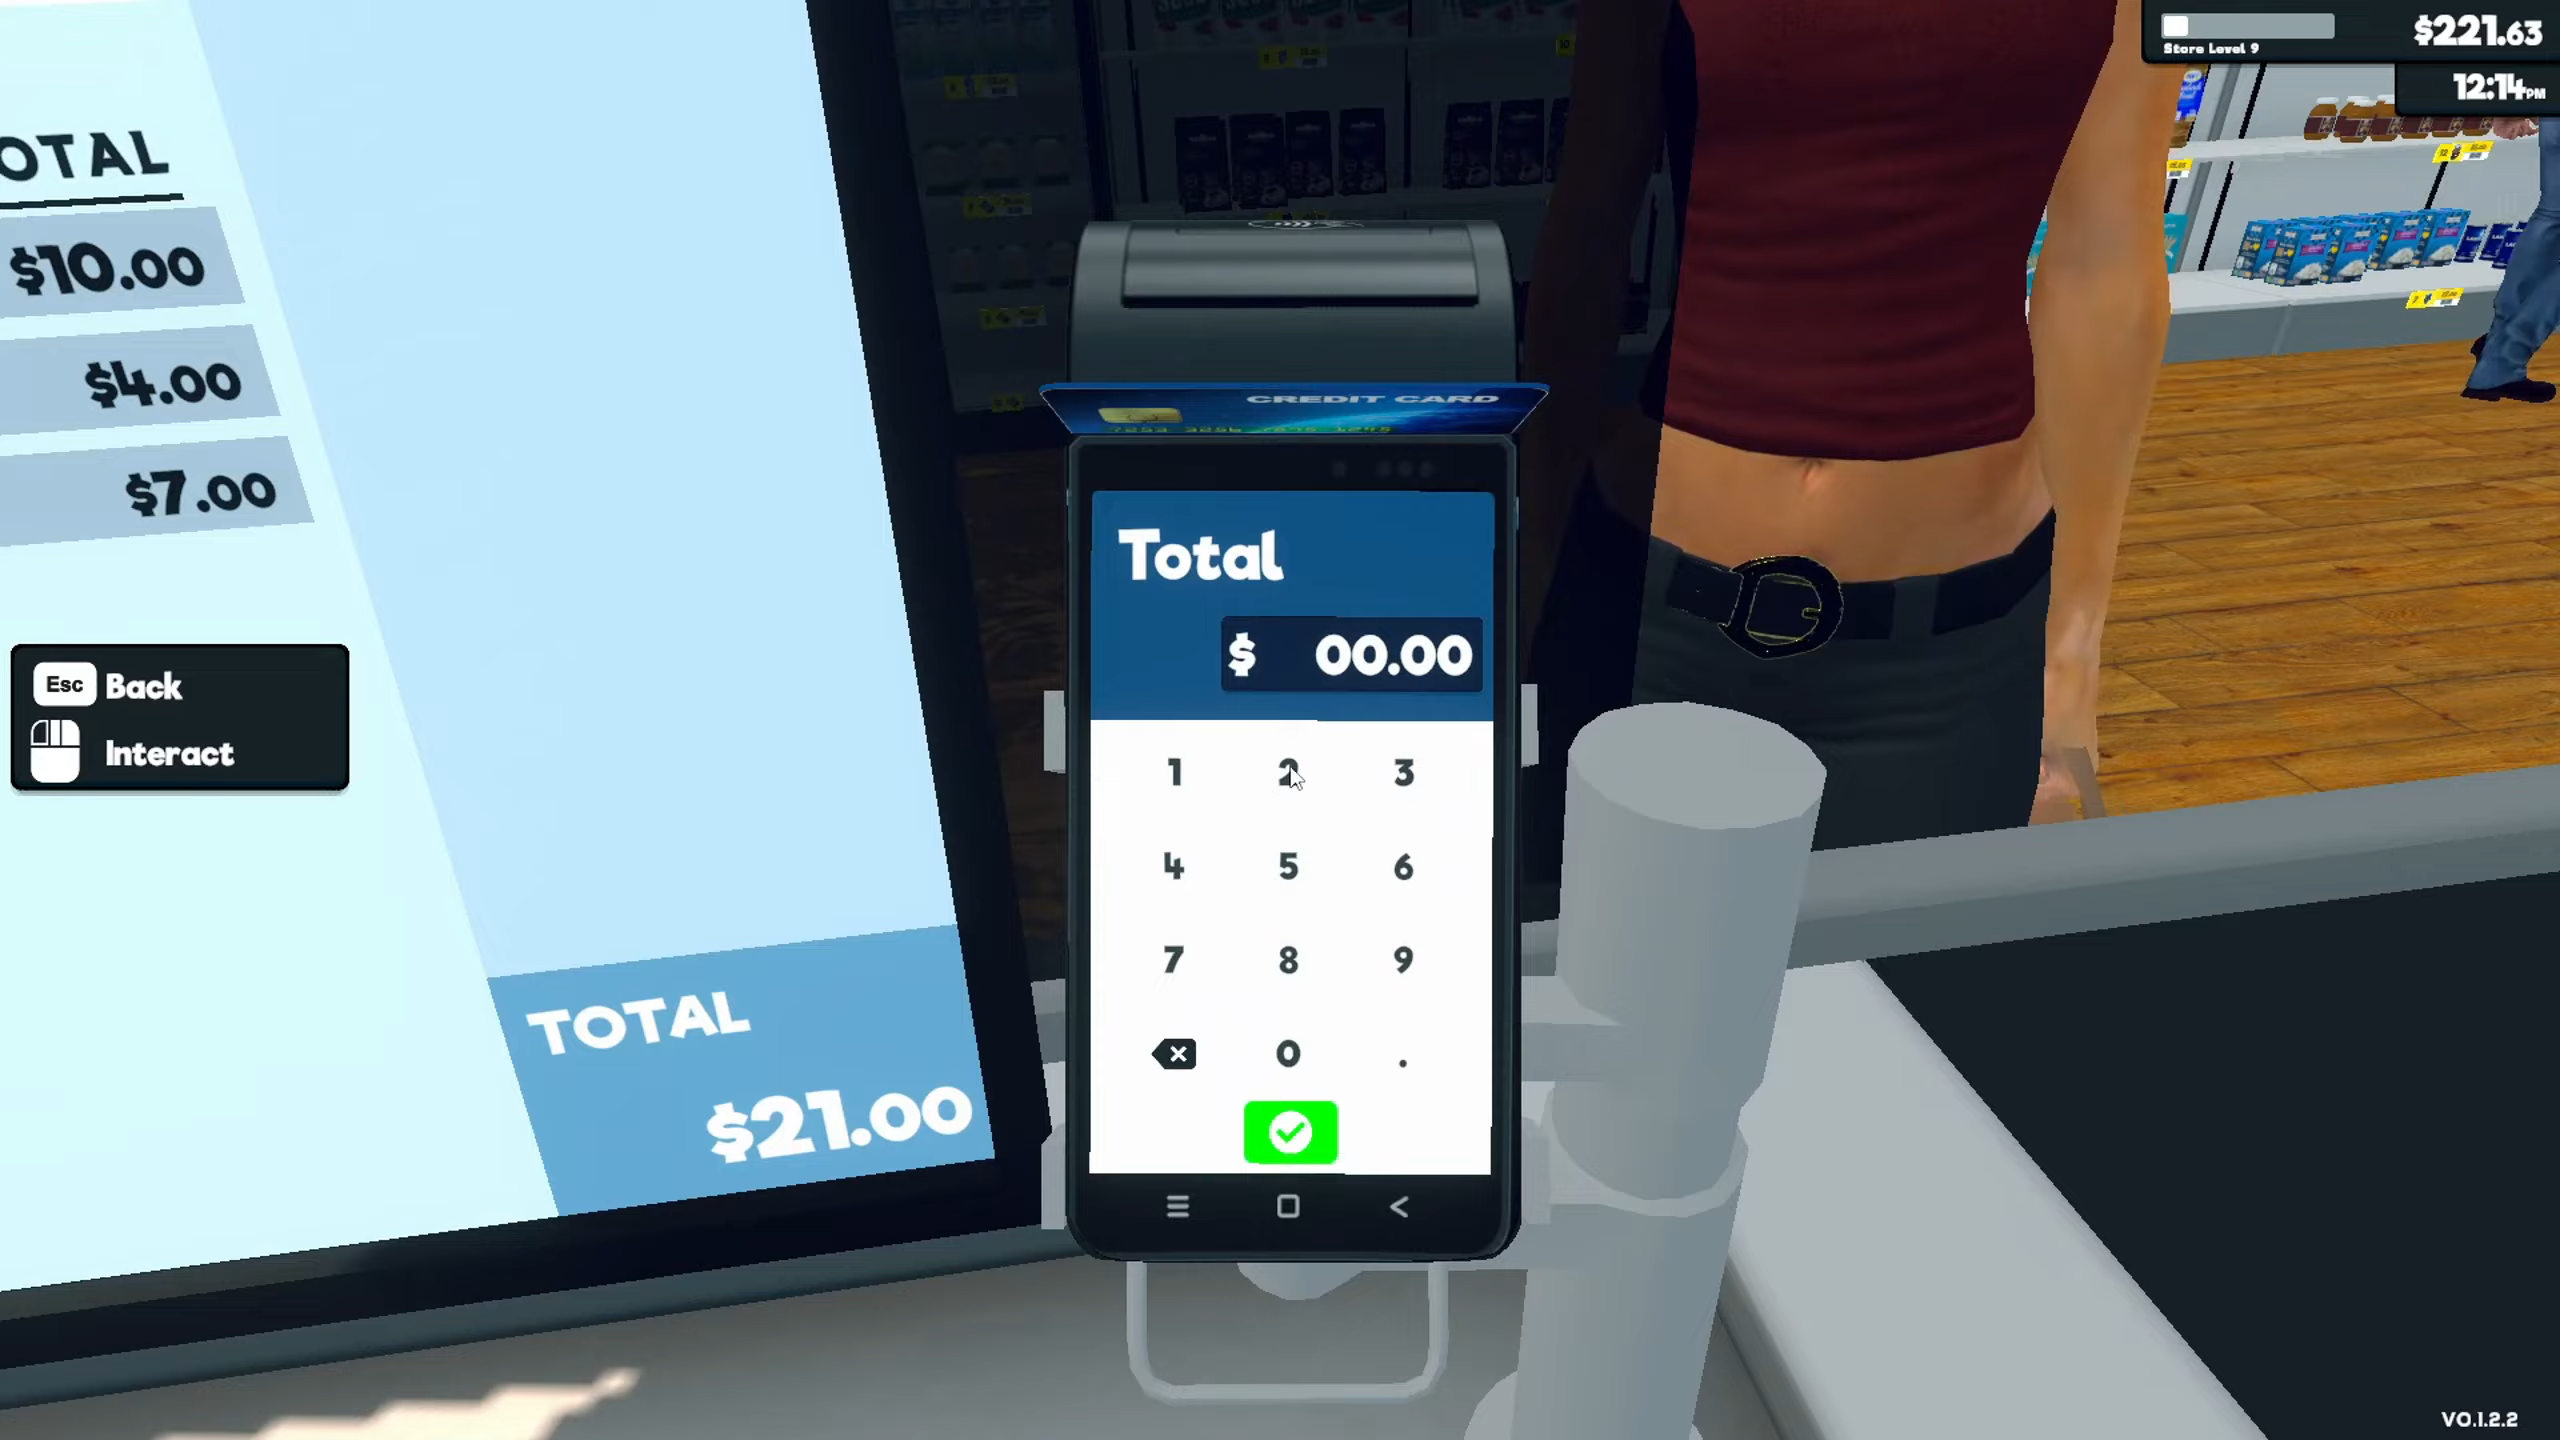 OTAL
$10.00
$4.00
$7.00
Esc Back
Interact
TOTAL
$21.00
CREDIT CARD
Total
$ 00.00
1 2 3
4 5 6
7 8 9
0 .
Store Level 9
$221.63
12:14PM
V0.1.2.2